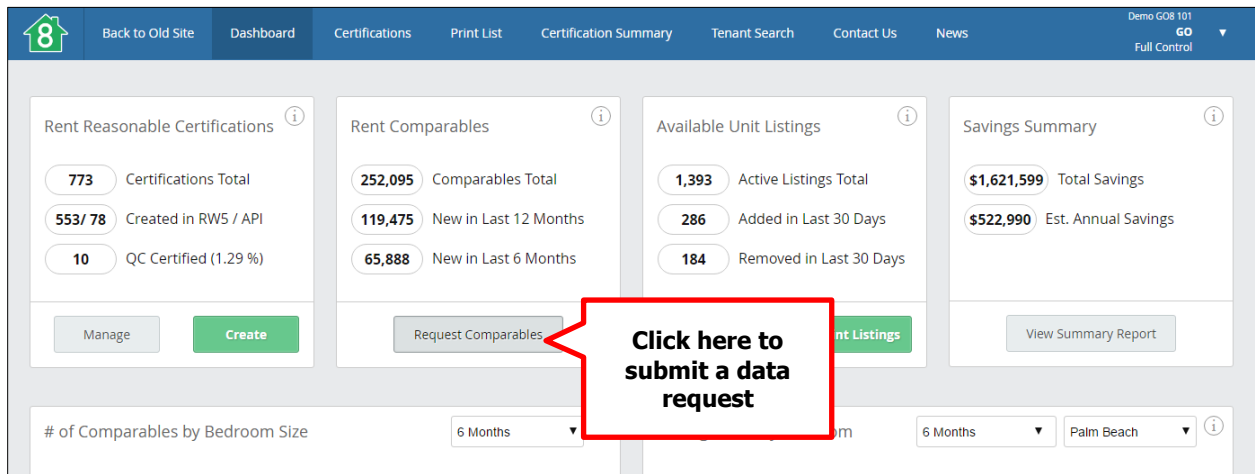 8
Back to Old Site
Dashboard
Certifications
Print List
Certification Summary
Tenant Search
Contact Us
News
Demo GO8 101
GO
Full Control
Rent Reasonable Certifications
773 Certifications Total
553/ 78 Created in RW5 / API
10 QC Certified (1.29 %)
Manage
Create
Rent Comparables
252,095 Comparables Total
119,475 New in Last 12 Months
65,888 New in Last 6 Months
Request Comparables
Available Unit Listings
1,393 Active Listings Total
286 Added in Last 30 Days
184 Removed in Last 30 Days
Listings
Savings Summary
$1,621,599 Total Savings
$522,990 Est. Annual Savings
View Summary Report
Click here to
submit a data
request
# of Comparables by Bedroom Size
6 Months
6 Months
Palm Beach